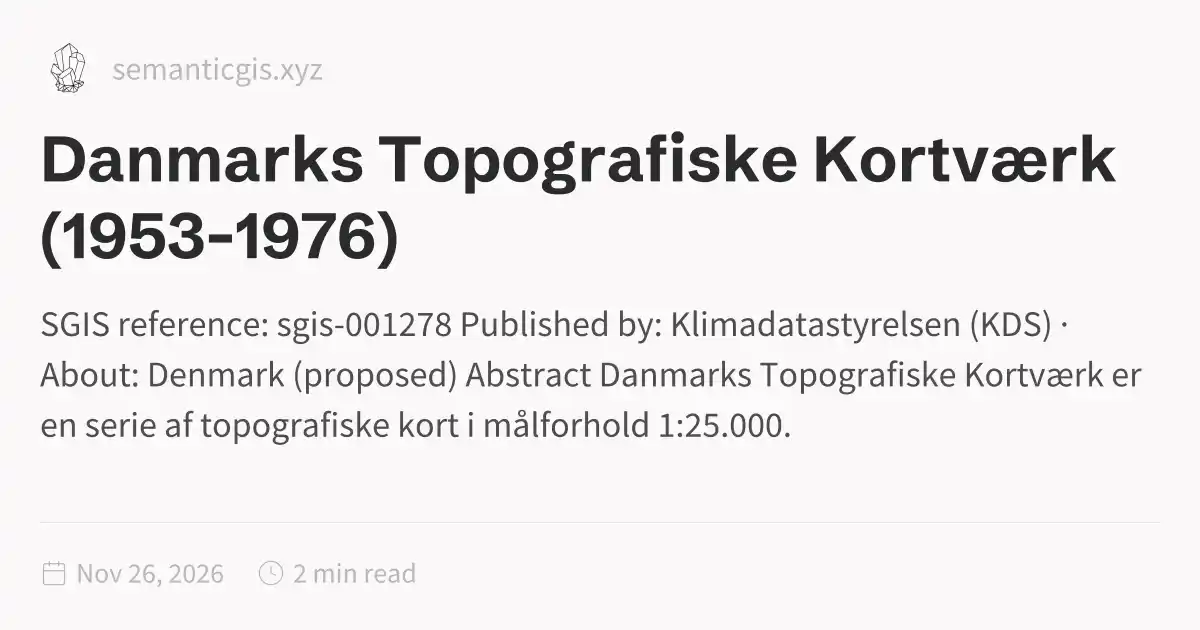 semanticgis.xyz
Danmarks Topografiske Kortværk
(1953-1976)
SGIS reference: sgis-001278 Published by: Klimadatastyrelsen (KDS) ·
About: Denmark (proposed) Abstract Danmarks Topografiske Kortværk er
en serie af topografiske kort i målforhold 1:25.000.
Nov 26, 2026
2 min read